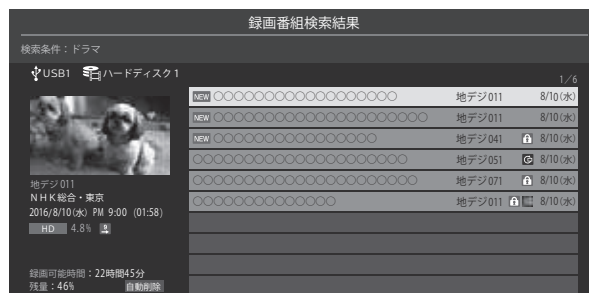 録画番組検索結果
検索条件：ドラマ
USB1 ハードディスク1
1/6
NEW ○○○○○○○○○○○○○○○○○○ 地デジ011 8/10(水)
NEW ○○○○○○○○○○○○○○○○○○○○○ 地デジ011 8/10(水)
NEW ○○○○○○○○○○○○○○○○ 地デジ041 8/10(水)
○○○○○○○○○○○○○○○○○○○○○ 地デジ051 8/10(水)
○○○○○○○○○○○○○○○○○○○○○○ 地デジ071 8/10(水)
○○○○○○○○○○○○○○ 地デジ011 8/10(水)
地デジ011
NHK総合・東京
2016/8/10(水) PM 9:00 (01:58)
HD 4.8%
録画可能時間：22時間45分
残量：46% 自動削除